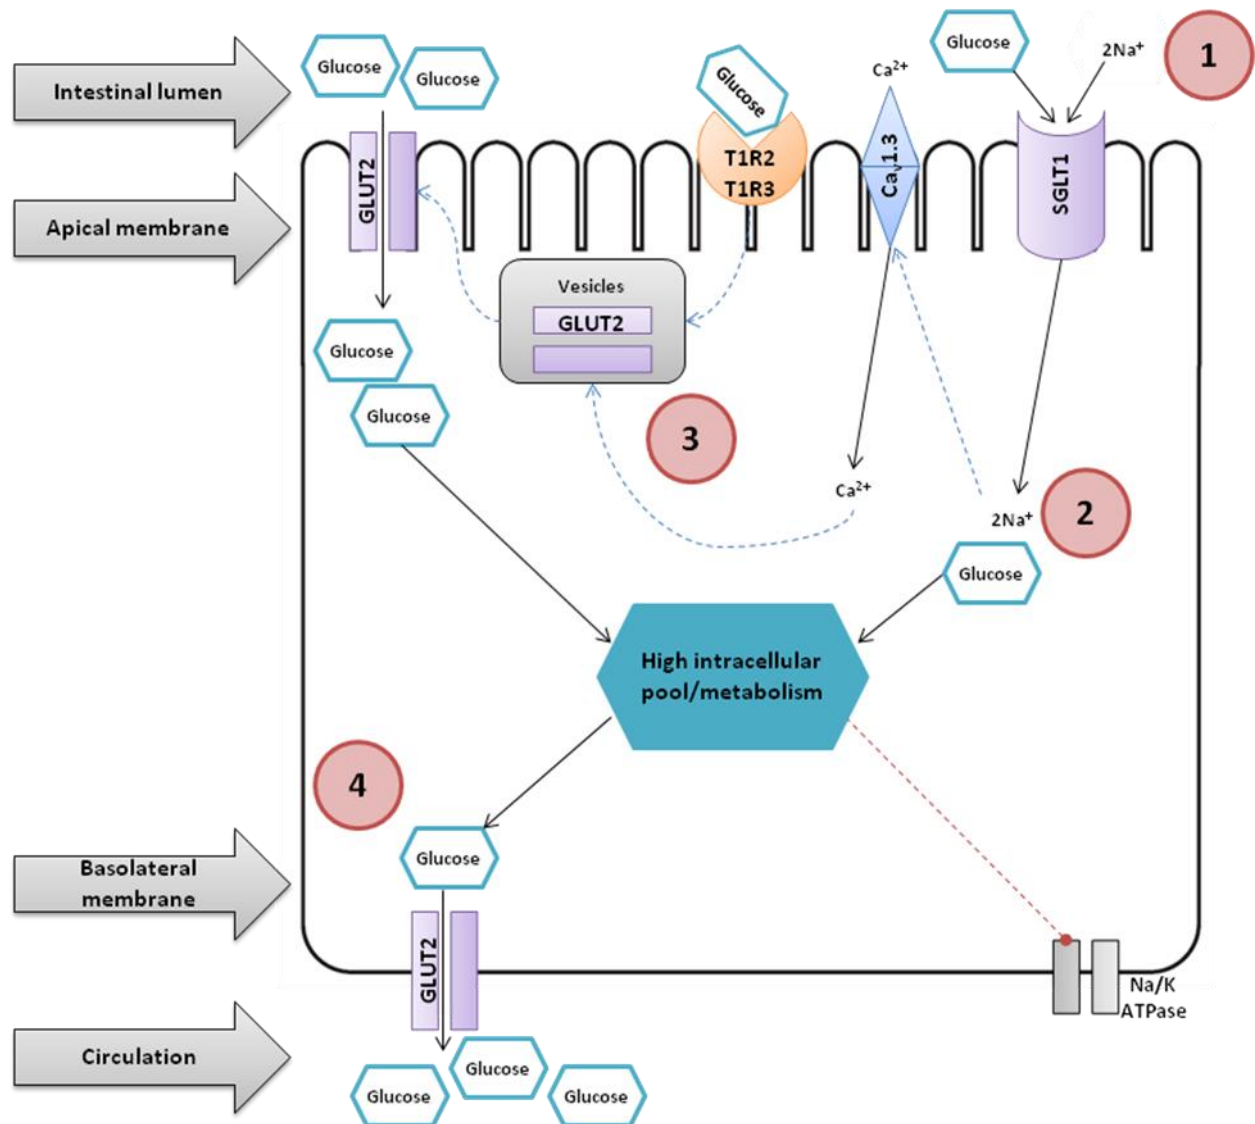 Intestinal lumen
Apical membrane
Basolateral
membrane
Circulation
Glucose
Glucose
Glucose
T1R2
T1R3
Ca²⁺
Caᵥ1.3
Glucose
2Na⁺
1
SGLT1
GLUT2
Vesicles
GLUT2
Glucose
Glucose
3
Ca²⁺
2Na⁺
2
Glucose
High intracellular
pool/metabolism
4
Glucose
GLUT2
Na/K
ATPase
Glucose
Glucose
Glucose